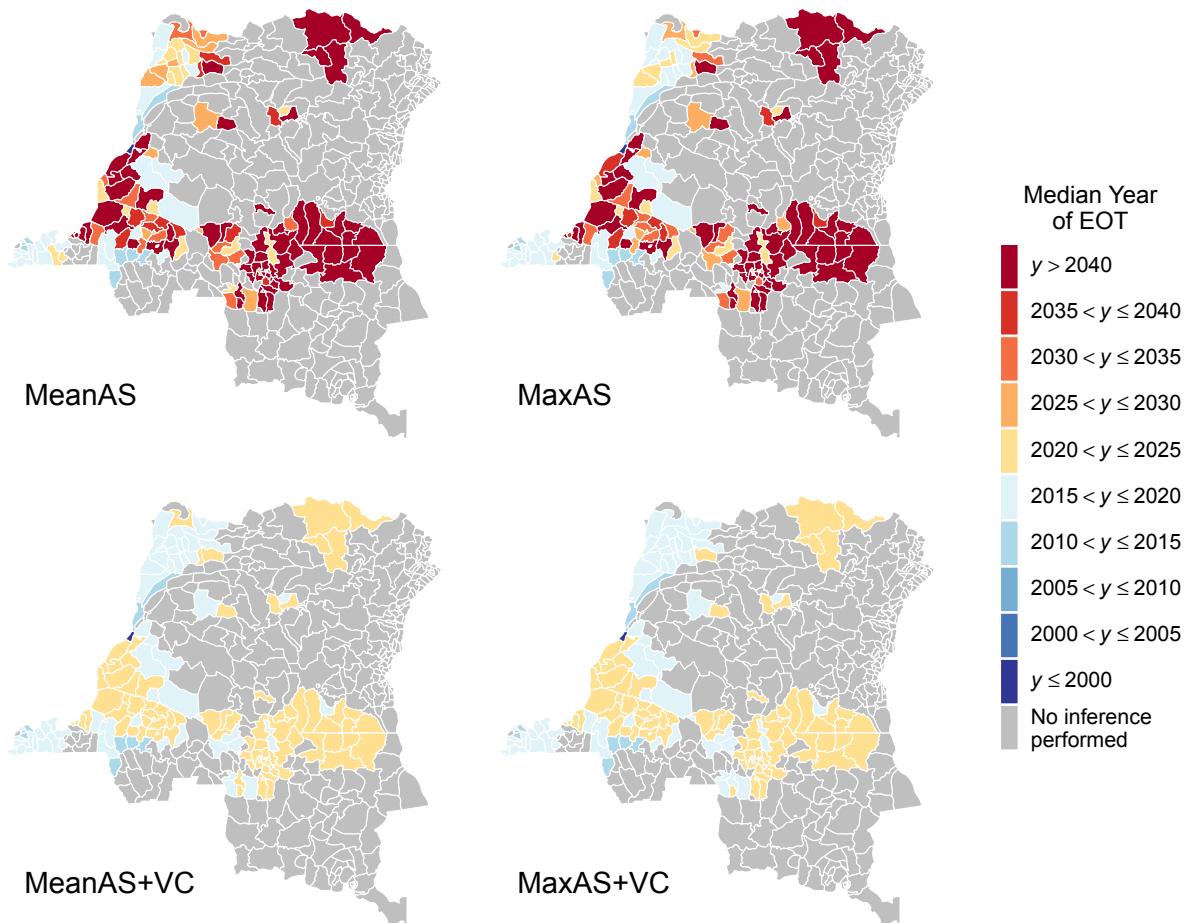 Median Year
of EOT
y > 2040
2035 < y ≤ 2040
2030 < y ≤ 2035
2025 < y ≤ 2030
2020 < y ≤ 2025
2015 < y ≤ 2020
2010 < y ≤ 2015
2005 < y ≤ 2010
2000 < y ≤ 2005
y ≤ 2000
No inference
performed
MeanAS
MaxAS
MeanAS+VC
MaxAS+VC